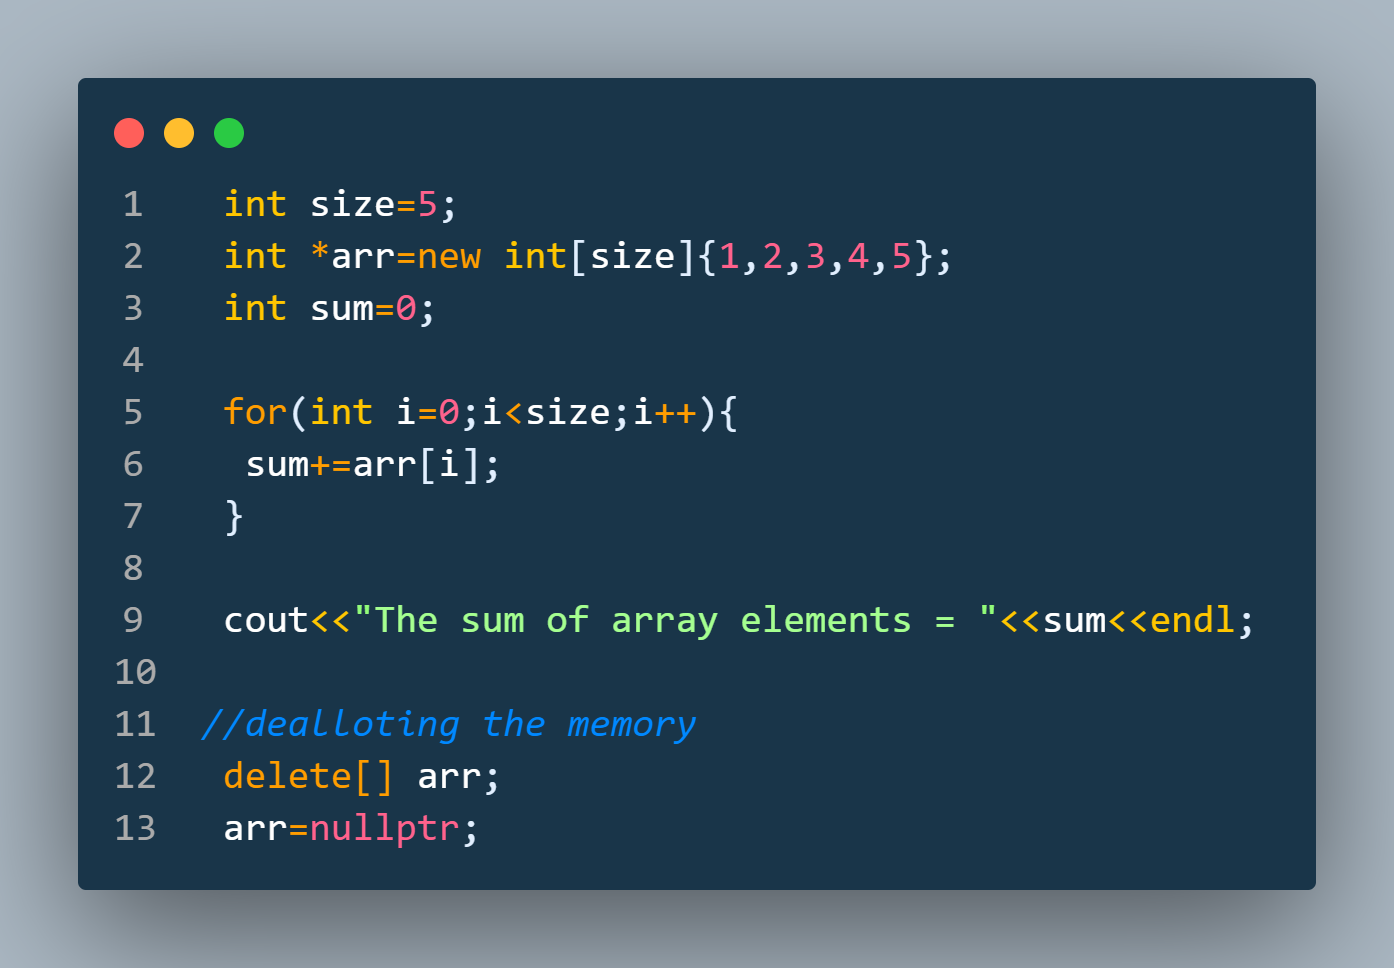 1 int size=5;
2 int *arr=new int[size]{1,2,3,4,5};
3 int sum=0;
4
5 for(int i=0;i<size;i++){
6 sum+=arr[i];
7 }
8
9 cout<<"The sum of array elements = "<<sum<<endl;
10
11 //dealloting the memory
12 delete[] arr;
13 arr=nullptr;